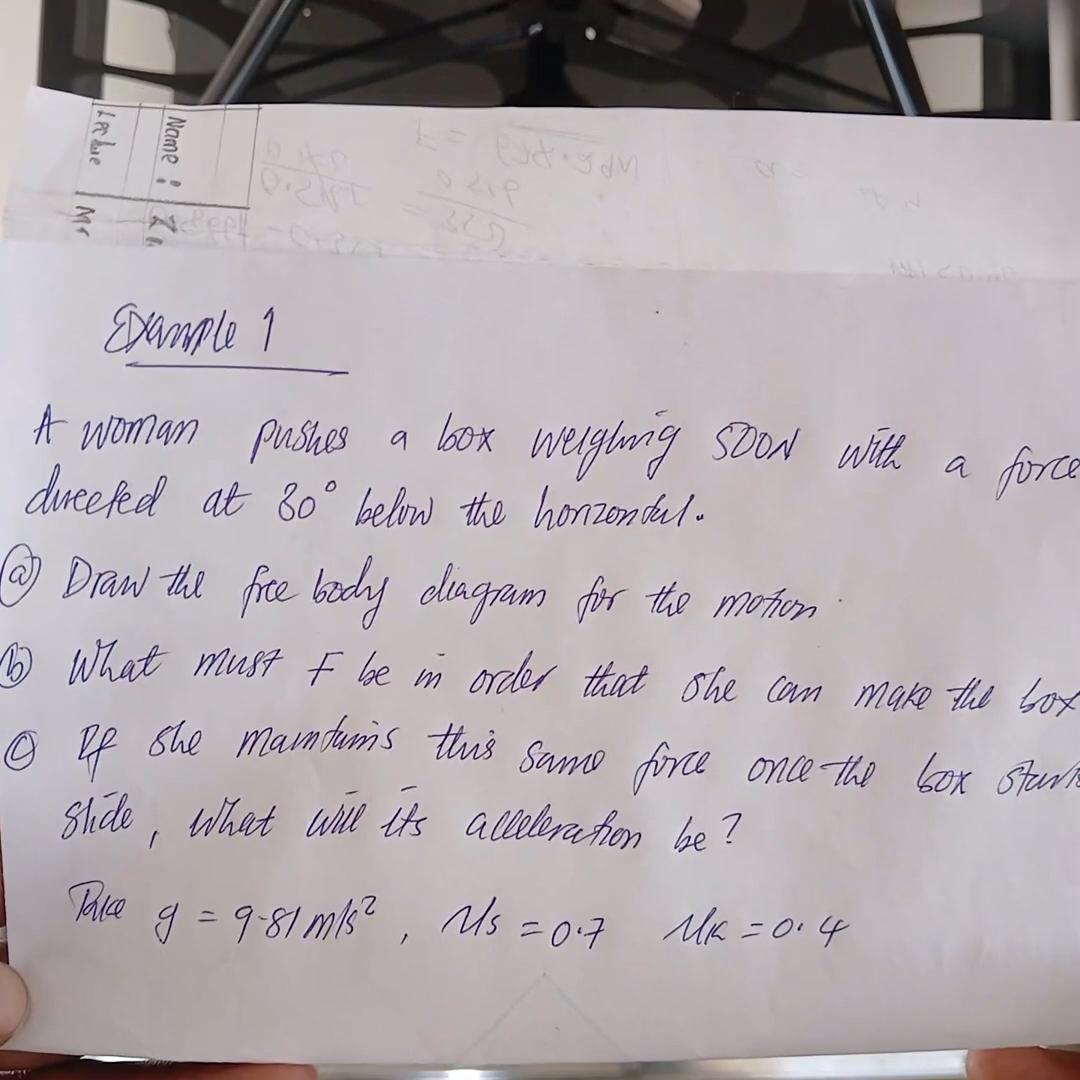 Name :
Lecture Mr
Example 1
A woman pushes a box weighing 500N with a force
directed at 30° below the horizontal.
(a) Draw the free body diagram for the motion.
(b) What must F be in order that she can make the box
(c) If she maintains this same force once the box
slide, what will its acceleration be?
Take g = 9.81 m/s², μs = 0.7 μk = 0.4